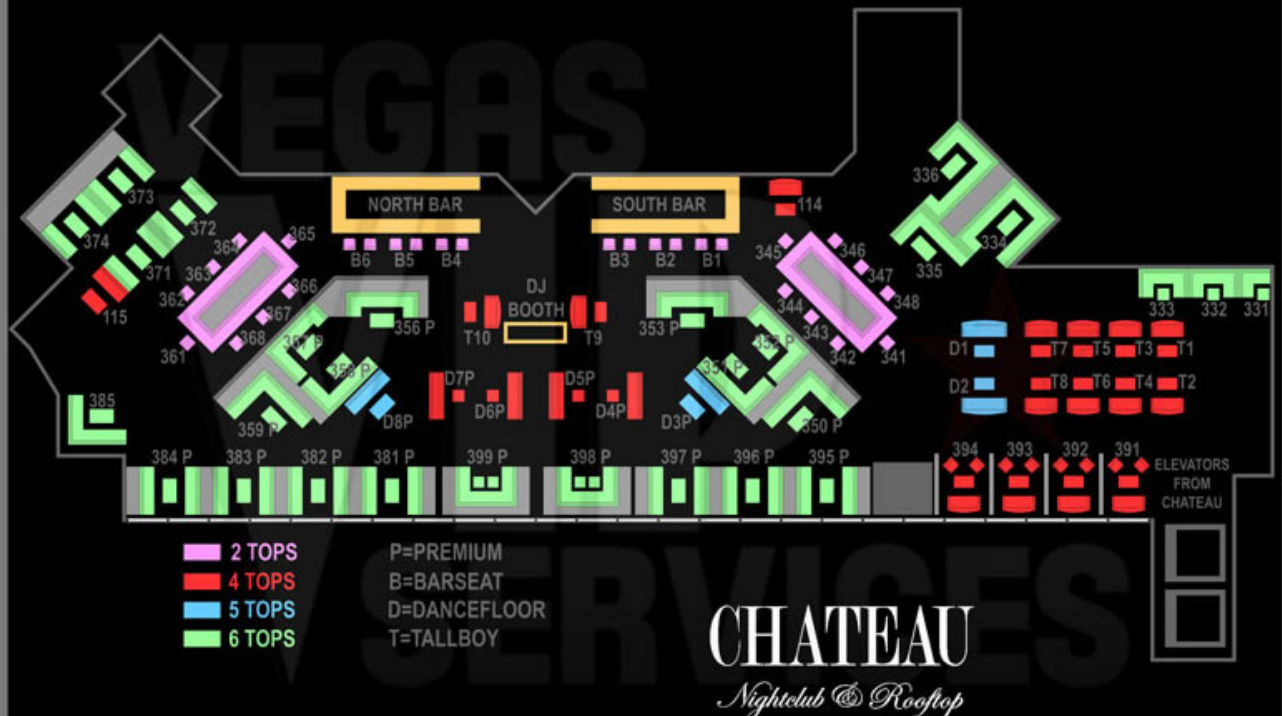 VEGAS
VIP
SERVICES
NORTH BAR
SOUTH BAR
114
336
334
335
373
374
372
371
115
364
365
363
366
362
367
361
368
B6
B5
B4
B3
B2
B1
345
346
347
344
348
343
342
341
333
332
331
DJ
BOOTH
T10
T9
356 P
353 P
357 P
352 P
358 P
351 P
D1
T7
T5
T3
T1
D2
T8
T6
T4
T2
D7P
D6P
D5P
D4P
D8P
D3P
385
359 P
350 P
384 P
383 P
382 P
381 P
399 P
398 P
397 P
396 P
395 P
394
393
392
391
ELEVATORS
FROM
CHATEAU
2 TOPS
4 TOPS
5 TOPS
6 TOPS
P=PREMIUM
B=BARSEAT
D=DANCEFLOOR
T=TALLBOY
CHATEAU
Nightclub & Rooftop